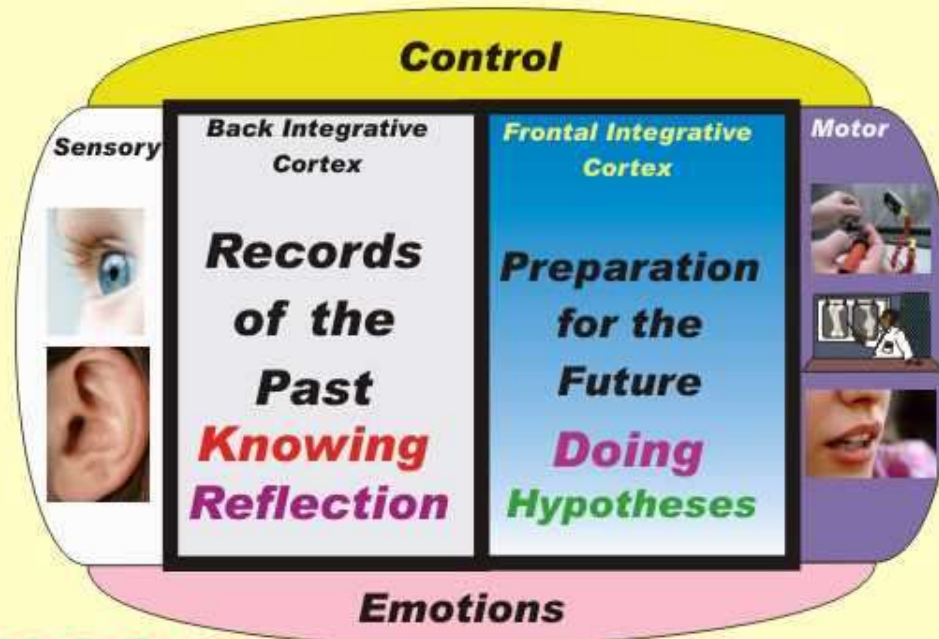 Control
Sensory
Back Integrative
Cortex
Records
of the
Past
Knowing
Reflection
Frontal Integrative
Cortex
Preparation
for the
Future
Doing
Hypotheses
Motor
Emotions